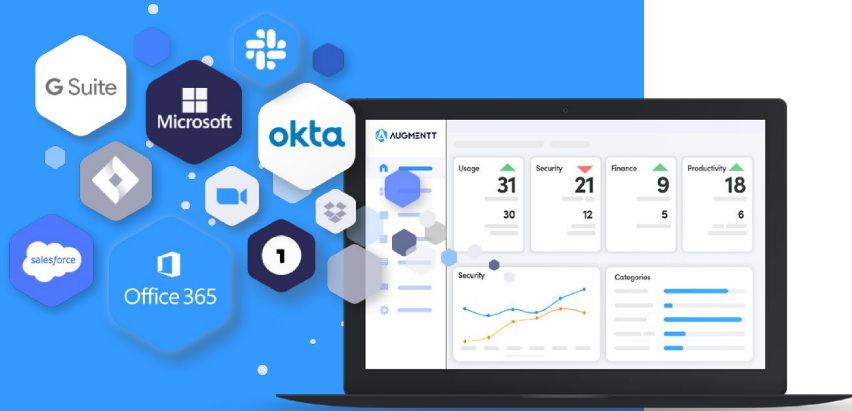 G Suite
Microsoft
okta
salesforce
Office 365
1
AUGMENTT
Usage
31
30
Security
21
12
Finance
9
5
Productivity
18
6
Security
Categories